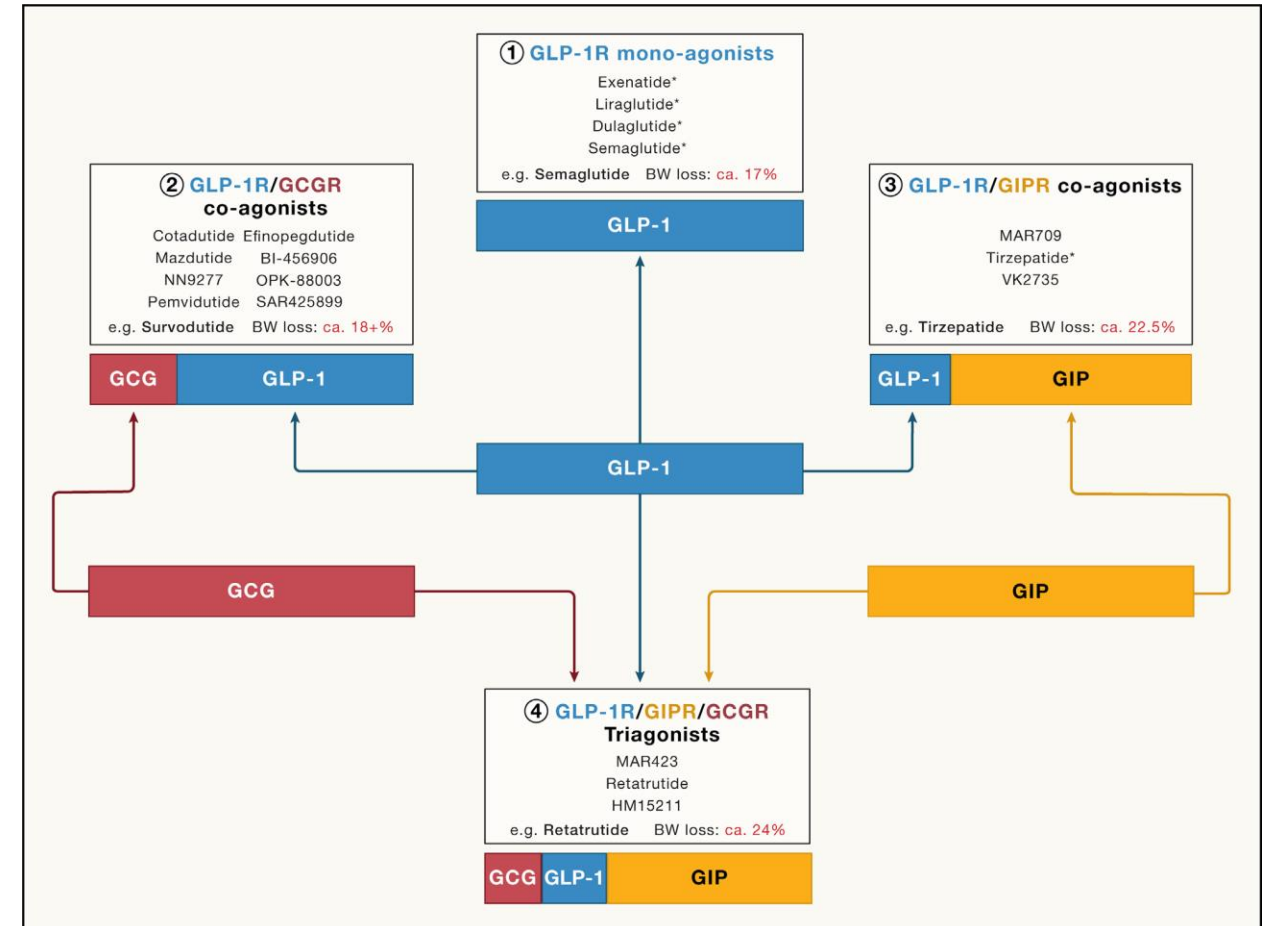 ① GLP-1R mono-agonists
Exenatide*
Liraglutide*
Dulaglutide*
Semaglutide*
e.g. Semaglutide BW loss: ca. 17%
GLP-1
② GLP-1R/GCGR
co-agonists
Cotadutide Efinopegdutide
Mazdutide BI-456906
NN9277 OPK-88003
Pemvidutide SAR425899
e.g. Survodutide BW loss: ca. 18+%
GCG GLP-1
③ GLP-1R/GIPR co-agonists
MAR709
Tirzepatide*
VK2735
e.g. Tirzepatide BW loss: ca. 22.5%
GLP-1 GIP
GLP-1
GCG
GIP
④ GLP-1R/GIPR/GCGR
Triagonists
MAR423
Retatrutide
HM15211
e.g. Retatrutide BW loss: ca. 24%
GCG GLP-1 GIP